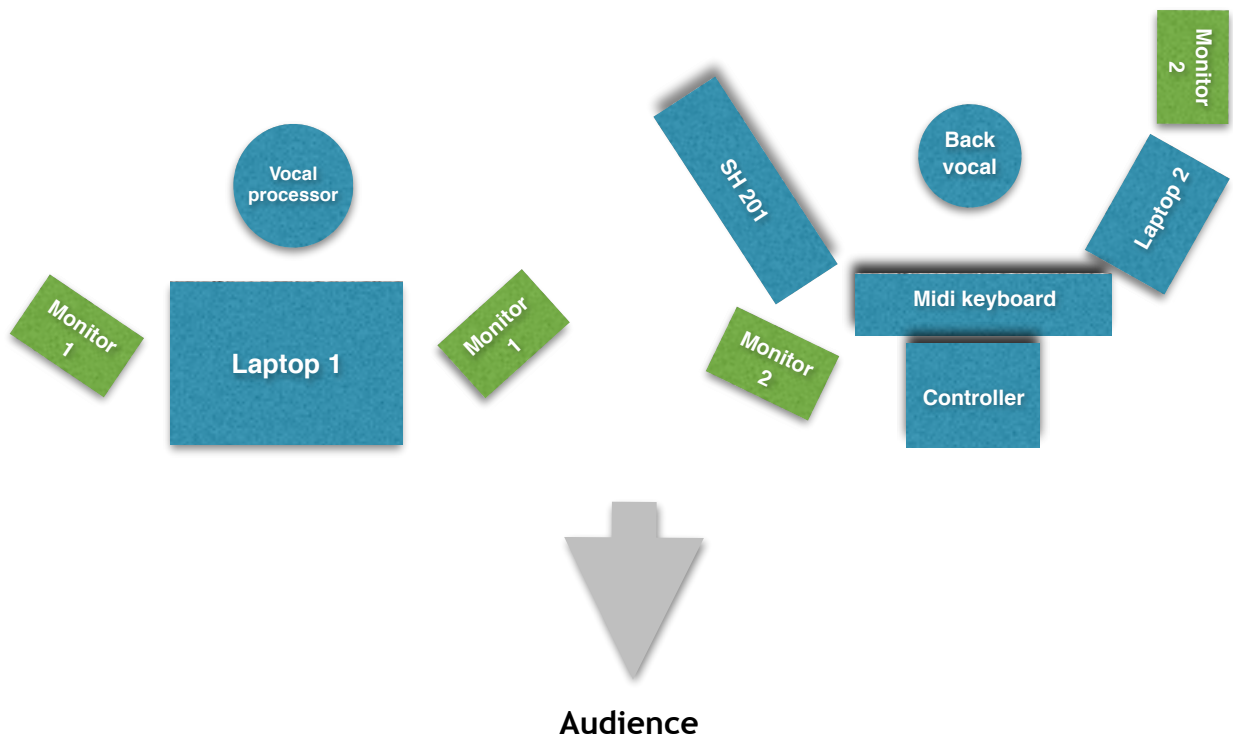 Vocal
processor
Monitor
1
Laptop 1
Monitor
1
SH 201
Back
vocal
Monitor
2
Laptop 2
Midi keyboard
Monitor
2
Controller
Audience